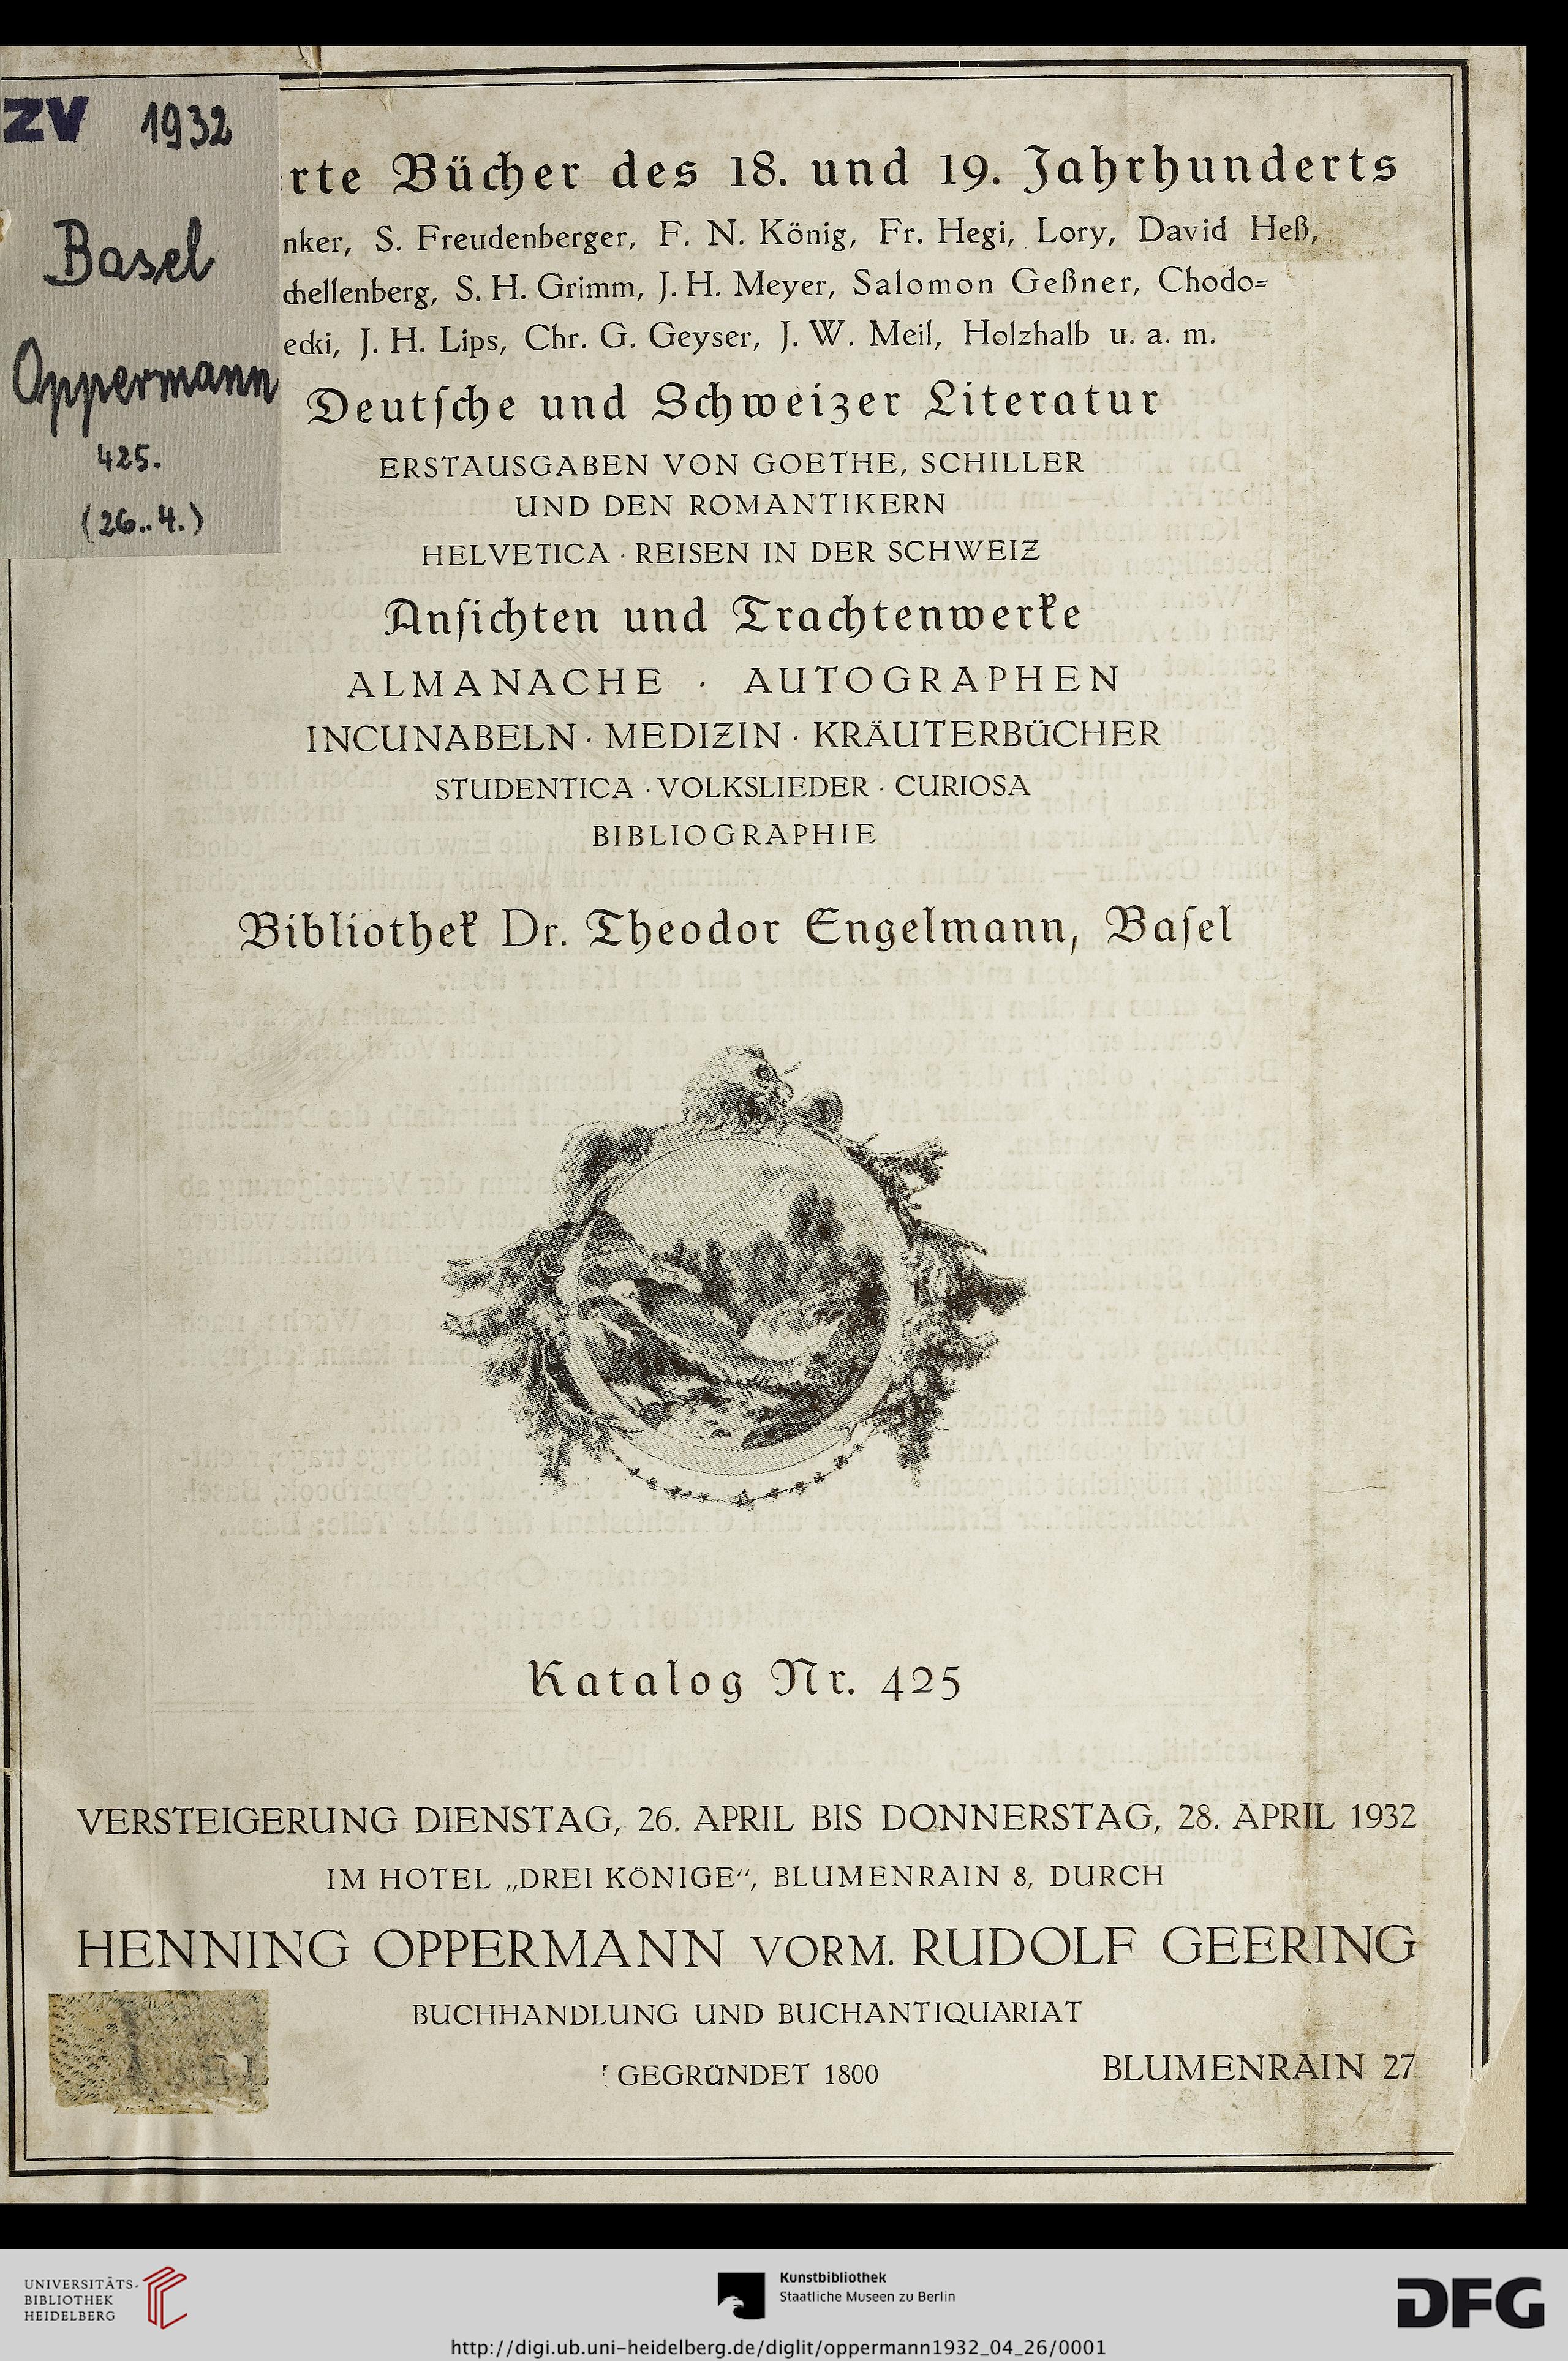 ZV 1932
Basel
Oppermann
425.
(26..4.)
rte Bücher des 18. und 19. Jahrhunderts
nker, S. Freudenberger, F. N. König, Fr. Hegi, Lory, David Heß,
chellenberg, S. H. Grimm, J. H. Meyer, Salomon Geßner, Chodo=
ecki, J. H. Lips, Chr. G. Geyser, J. W. Meil, Holzhalb u. a. m.
Deutſche und Schweizer Literatur
ERSTAUSGABEN VON GOETHE, SCHILLER
UND DEN ROMANTIKERN
HELVETICA · REISEN IN DER SCHWEIZ
Anſichten und Trachtenwerke
ALMANACHE · AUTOGRAPHEN
INCUNABELN · MEDIZIN · KRÄUTERBÜCHER
STUDENTICA · VOLKSLIEDER · CURIOSA
BIBLIOGRAPHIE
Bibliothek Dr. Theodor Engelmann, Baſel
Katalog Nr. 425
VERSTEIGERUNG DIENSTAG, 26. APRIL BIS DONNERSTAG, 28. APRIL 1932
IM HOTEL „DREI KÖNIGE“, BLUMENRAIN 8, DURCH
HENNING OPPERMANN VORM. RUDOLF GEERING
BUCHHANDLUNG UND BUCHANTIQUARIAT
GEGRÜNDET 1800
BLUMENRAIN 27
UNIVERSITÄTS-
BIBLIOTHEK
HEIDELBERG
Kunstbibliothek
Staatliche Museen zu Berlin
DFG
http://digi.ub.uni-heidelberg.de/diglit/oppermann1932_04_26/0001